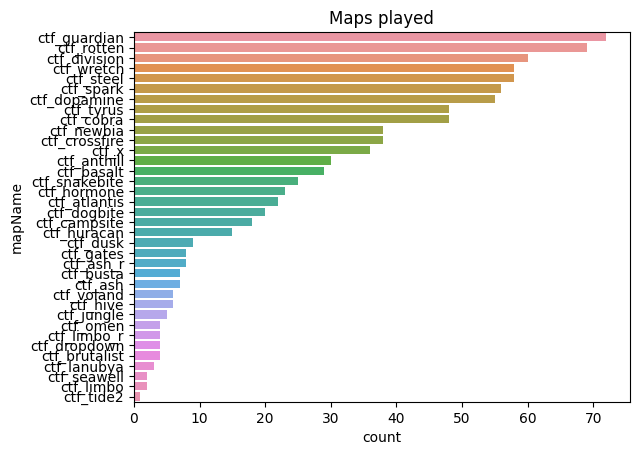 Maps played
mapName
ctf_guardian
ctf_rotten
ctf_division
ctf_wretch
ctf_steel
ctf_spark
ctf_dopamine
ctf_tyrus
ctf_cobra
ctf_newbia
ctf_crossfire
ctf_x
ctf_anthill
ctf_basalt
ctf_snakebite
ctf_hormone
ctf_atlantis
ctf_dogbite
ctf_campsite
ctf_huracan
ctf_dusk
ctf_gates
ctf_ash_r
ctf_busta
ctf_ash
ctf_voland
ctf_hive
ctf_jungle
ctf_omen
ctf_limbo_r
ctf_dropdown
ctf_brutalist
ctf_lanubya
ctf_seawell
ctf_limbo
ctf_tide2
0 10 20 30 40 50 60 70
count